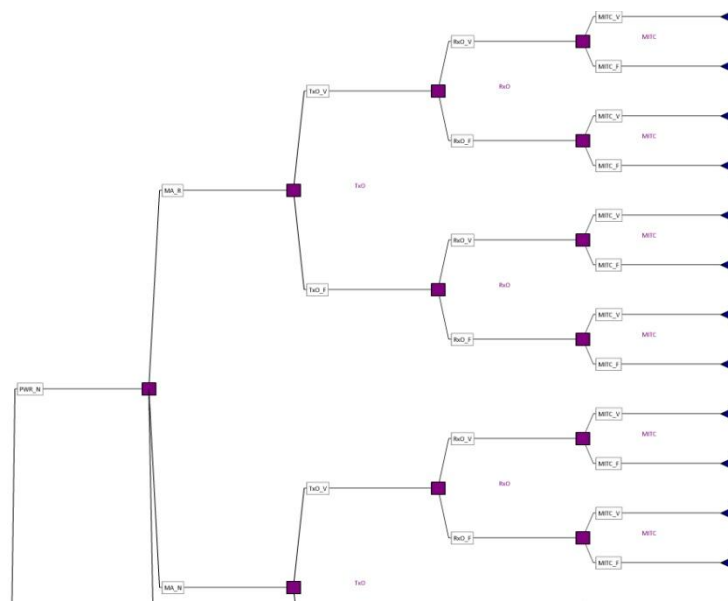 MITC_V
RxO_V MITC
MITC_F
TxO_V RxO
MITC_V
RxO_F MITC
MITC_F
MA_R TxO
MITC_V
RxO_V MITC
MITC_F
TxO_F RxO
MITC_V
RxO_F MITC
MITC_F
PWR_N
MITC_V
RxO_V MITC
MITC_F
TxO_V RxO
MITC_V
RxO_F MITC
MITC_F
MA_N TxO